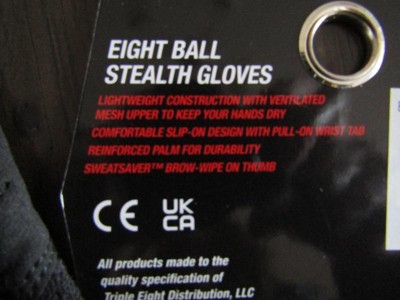 EIGHT BALL
STEALTH GLOVES
LIGHTWEIGHT CONSTRUCTION WITH VENTILATED
MESH UPPER TO KEEP YOUR HANDS DRY
COMFORTABLE SLIP-ON DESIGN WITH PULL-ON WRIST TAB
REINFORCED PALM FOR DURABILITY
SWEATSAVER™ BROW-WIPE ON THUMB
CE UK
CA
All products made to the
quality specification of
Triple Eight Distribution, LLC